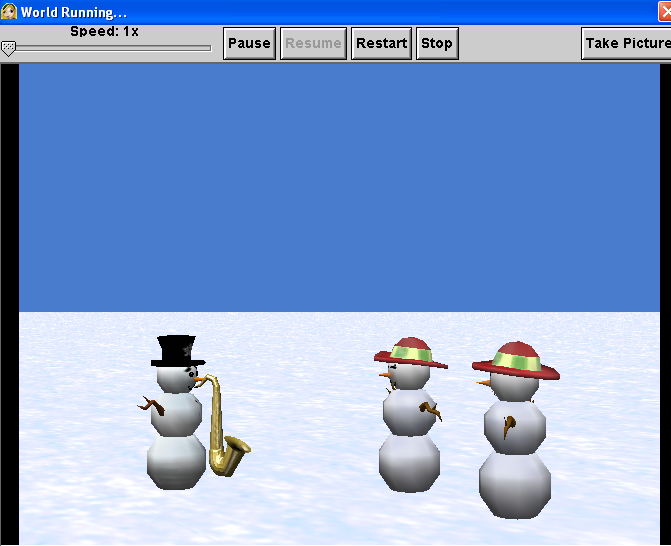 World Running...
Speed: 1x
Pause Resume Restart Stop Take Picture